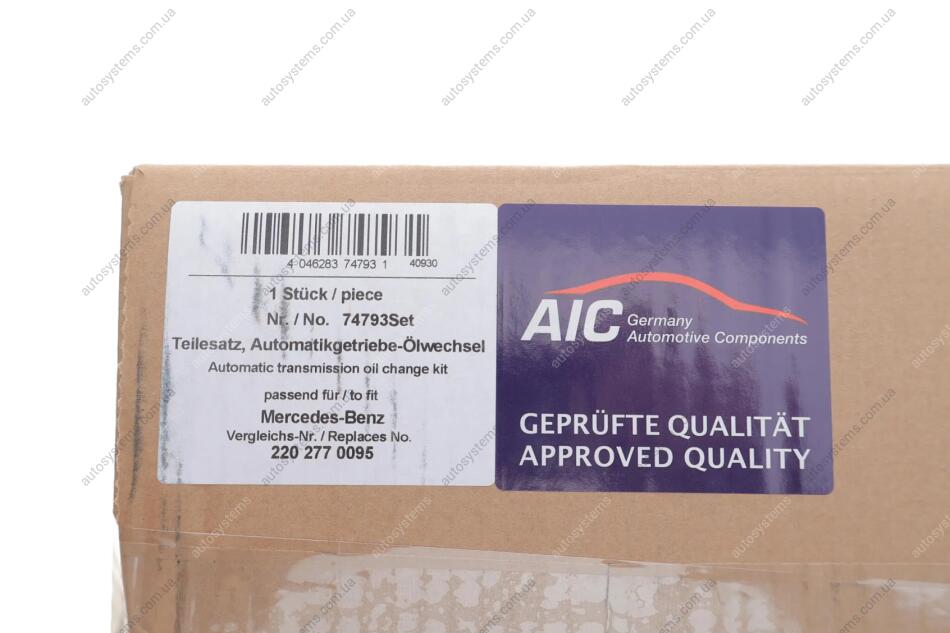 4 046283 74793 1 40930
1 Stück / piece
Nr. / No. 74793Set
Teilesatz, Automatikgetriebe-Ölwechsel
Automatic transmission oil change kit
passend für / to fit
Mercedes-Benz
Vergleichs-Nr. / Replaces No.
220 277 0095
AIC Germany
Automotive Components
GEPRÜFTE QUALITÄT
APPROVED QUALITY
autosystems.com.ua